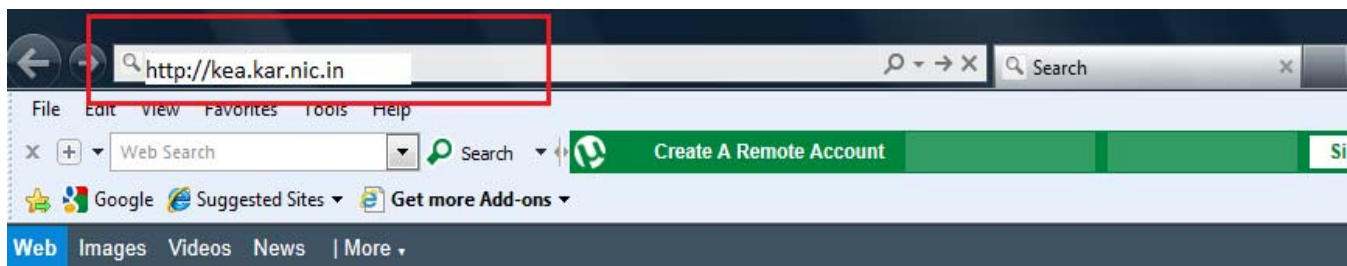 http://kea.kar.nic.in Search
File Edit View Favorites Tools Help
Web Search Search Create A Remote Account Si
Google Suggested Sites Get more Add-ons
Web Images Videos News | More